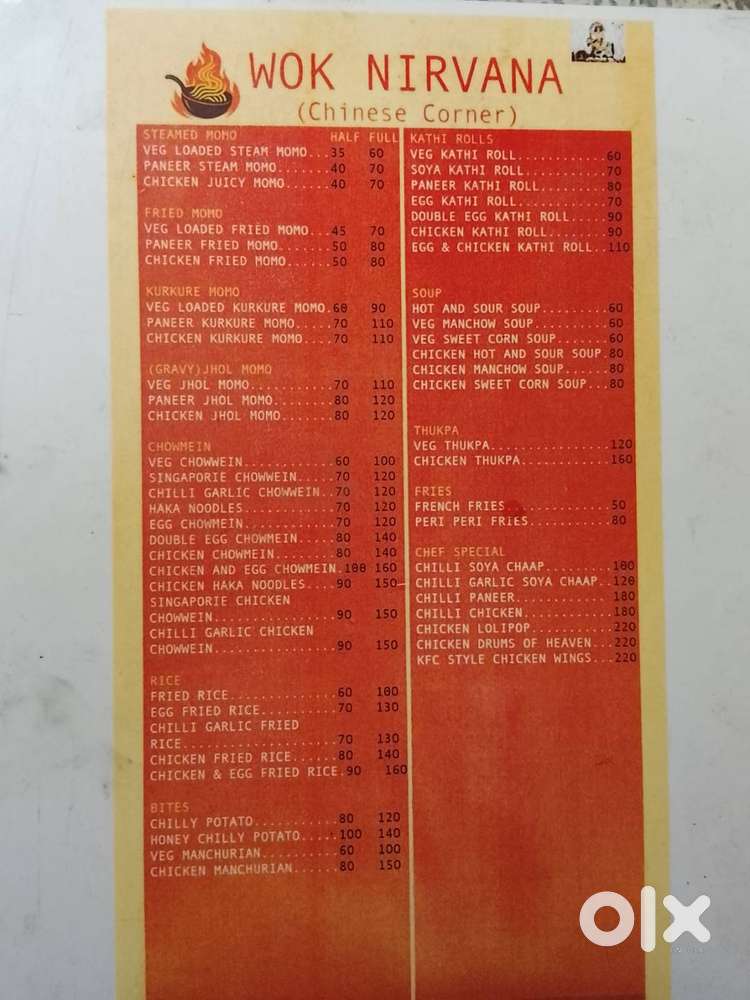 WOK NIRVANA
(Chinese Corner)
STEAMED MOMO HALF FULL
VEG LOADED STEAM MOMO...35 60
PANEER STEAM MOMO.......40 70
CHICKEN JUICY MOMO......40 70
FRIED MOMO
VEG LOADED FRIED MOMO...45 70
PANEER FRIED MOMO.......50 80
CHICKEN FRIED MOMO......50 80
KURKURE MOMO
VEG LOADED KURKURE MOMO.60 90
PANEER KURKURE MOMO.....70 110
CHICKEN KURKURE MOMO....70 110
(GRAVY)JHOL MOMO
VEG JHOL MOMO...........70 110
PANEER JHOL MOMO........80 120
CHICKEN JHOL MOMO.......80 120
CHOWMEIN
VEG CHOWWEIN............60 100
SINGAPORIE CHOWWEIN.....70 120
CHILLI GARLIC CHOWWEIN..70 120
HAKA NOODLES............70 120
EGG CHOWMEIN............70 120
DOUBLE EGG CHOWMEIN.....80 140
CHICKEN CHOWMEIN........80 140
CHICKEN AND EGG CHOWMEIN.100 160
CHICKEN HAKA NOODLES....90 150
SINGAPORIE CHICKEN
CHOWWEIN................90 150
CHILLI GARLIC CHICKEN
CHOWWEIN................90 150
RICE
FRIED RICE..............60 100
EGG FRIED RICE..........70 130
CHILLI GARLIC FRIED
RICE....................70 130
CHICKEN FRIED RICE......80 140
CHICKEN & EGG FRIED RICE.90 160
BITES
CHILLY POTATO...........80 120
HONEY CHILLY POTATO.....100 140
VEG MANCHURIAN..........60 100
CHICKEN MANCHURIAN......80 150
KATHI ROLLS
VEG KATHI ROLL............60
SOYA KATHI ROLL...........70
PANEER KATHI ROLL.........80
EGG KATHI ROLL............70
DOUBLE EGG KATHI ROLL.....90
CHICKEN KATHI ROLL........90
EGG & CHICKEN KATHI ROLL..110
SOUP
HOT AND SOUR SOUP.........60
VEG MANCHOW SOUP..........60
VEG SWEET CORN SOUP.......60
CHICKEN HOT AND SOUR SOUP.80
CHICKEN MANCHOW SOUP......80
CHICKEN SWEET CORN SOUP...80
THUKPA
VEG THUKPA................120
CHICKEN THUKPA............160
FRIES
FRENCH FRIES..............50
PERI PERI FRIES...........80
CHEF SPECIAL
CHILLI SOYA CHAAP.........100
CHILLI GARLIC SOYA CHAAP..120
CHILLI PANEER.............180
CHILLI CHICKEN............180
CHICKEN LOLIPOP...........220
CHICKEN DRUMS OF HEAVEN...220
KFC STYLE CHICKEN WINGS...220
olx